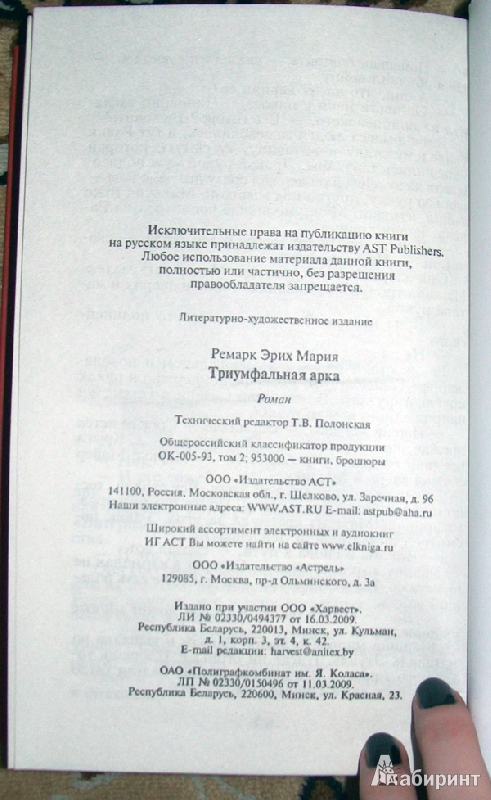 Исключительные права на публикацию книги
на русском языке принадлежат издательству AST Publishers.
Любое использование материала данной книги,
полностью или частично, без разрешения
правообладателя запрещается.
Литературно-художественное издание
Ремарк Эрих Мария
Триумфальная арка
Роман
Технический редактор Т.В. Полонская
Общероссийский классификатор продукции
ОК-005-93, том 2; 953000 — книги, брошюры
ООО «Издательство АСТ»
141100, Россия, Московская обл., г. Щелково, ул. Заречная, д. 96
Наши электронные адреса: WWW.AST.RU E-mail: astpub@aha.ru
Широкий ассортимент электронных и аудиокниг
ИГ АСТ Вы можете найти на сайте www.elkniga.ru
ООО «Издательство «Астрель»
129085, г. Москва, пр-д Ольминского, д. 3а
Издано при участии ООО «Харвест».
ЛИ № 02330/0494377 от 16.03.2009.
Республика Беларусь, 220013, Минск, ул. Кульман,
д. 1, корп. 3, эт. 4, к. 42.
E-mail редакции: harvest@anitex.by
ОАО «Полиграфкомбинат им. Я. Коласа».
ЛП № 02330/0150496 от 11.03.2009.
Республика Беларусь, 220600, Минск, ул. Красная, 23.
Лабиринт